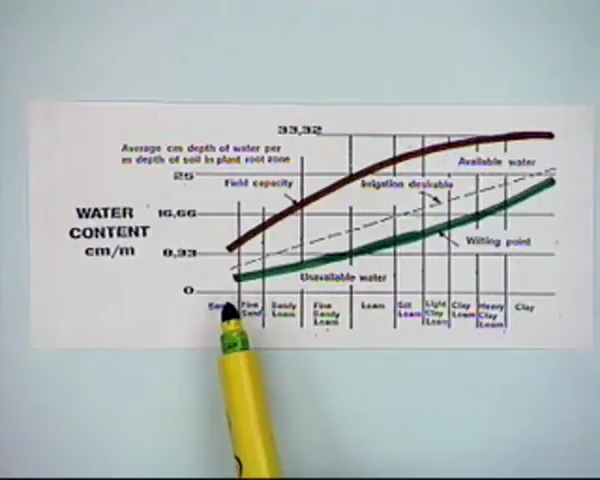 33,32
Average cm depth of water per
m depth of soil in plant root zone
Available water
25
Field capacity
Irrigation desirable
WATER
CONTENT
cm/m
16,66
Wilting point
8,33
Unavailable water
0
Sand
Fine
Sand
Sandy
Loam
Fine
Sandy
Loam
Loam
Silt
Loam
Light
Clay
Loam
Clay
Loam
Heavy
Clay
Loam
Clay